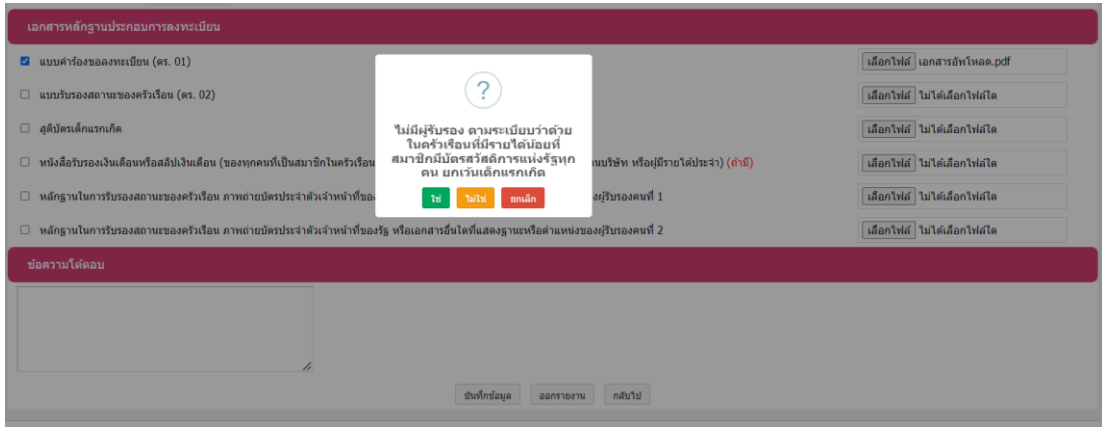 เอกสารหลักฐานประกอบการลงทะเบียน
แบบคำร้องขอลงทะเบียน (ดร. 01)
เลือกไฟล์ เอกสารอัพโหลด.pdf
แบบรับรองสถานะของครัวเรือน (ดร. 02)
เลือกไฟล์ ไม่ได้เลือกไฟล์ใด
สูติบัตรเด็กแรกเกิด
เลือกไฟล์ ไม่ได้เลือกไฟล์ใด
หนังสือรับรองเงินเดือนหรือสลิปเงินเดือน (ของทุกคนที่เป็นสมาชิกในครัวเรือน
นบริษัท หรือผู้มีรายได้ประจำ) (ถ้ามี)
เลือกไฟล์ ไม่ได้เลือกไฟล์ใด
หลักฐานในการรับรองสถานะของครัวเรือน ภาพถ่ายบัตรประจำตัวเจ้าหน้าที่ของ
งผู้รับรองคนที่ 1
เลือกไฟล์ ไม่ได้เลือกไฟล์ใด
หลักฐานในการรับรองสถานะของครัวเรือน ภาพถ่ายบัตรประจำตัวเจ้าหน้าที่ของรัฐ หรือเอกสารอื่นใดที่แสดงฐานะหรือตำแหน่งของผู้รับรองคนที่ 2
เลือกไฟล์ ไม่ได้เลือกไฟล์ใด
?
ไม่มีผู้รับรอง ตามระเบียบว่าด้วย
ในครัวเรือนที่มีรายได้น้อยที่
สมาชิกมีบัตรสวัสดิการแห่งรัฐทุก
คน ยกเว้นเด็กแรกเกิด
ใช่ ไม่ใช่ ยกเลิก
ข้อความโต้ตอบ
บันทึกข้อมูล ออกรายงาน กลับไป